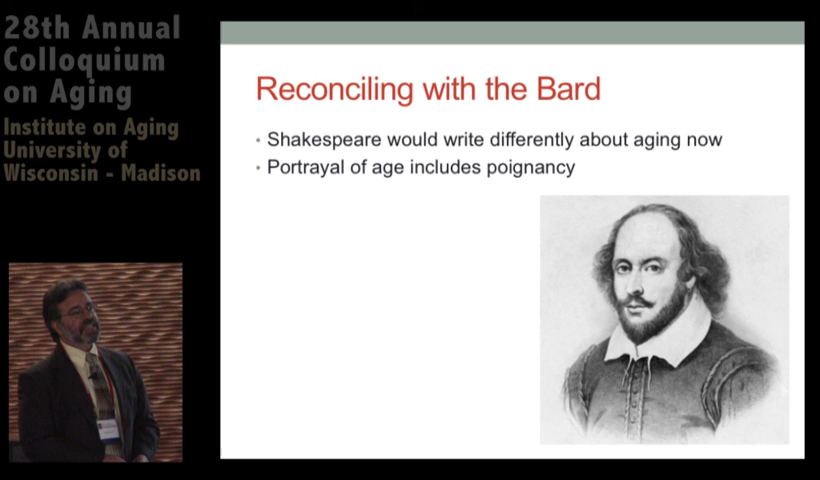 28th Annual
Colloquium
on Aging
Institute on Aging
University of
Wisconsin - Madison
Reconciling with the Bard
• Shakespeare would write differently about aging now
• Portrayal of age includes poignancy